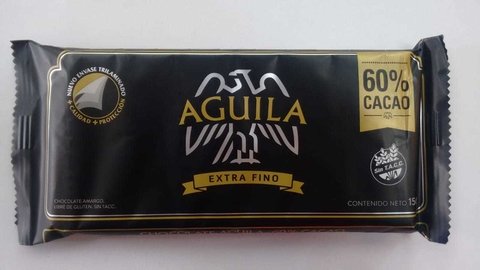 NUEVO ENVASE TRILAMINADO
+ CALIDAD + PROTECCIÓN
AGUILA
EXTRA FINO
60%
CACAO
Sin T.A.C.C.
CHOCOLATE AMARGO,
LIBRE DE GLUTEN, SIN TACC.
CONTENIDO NETO 15